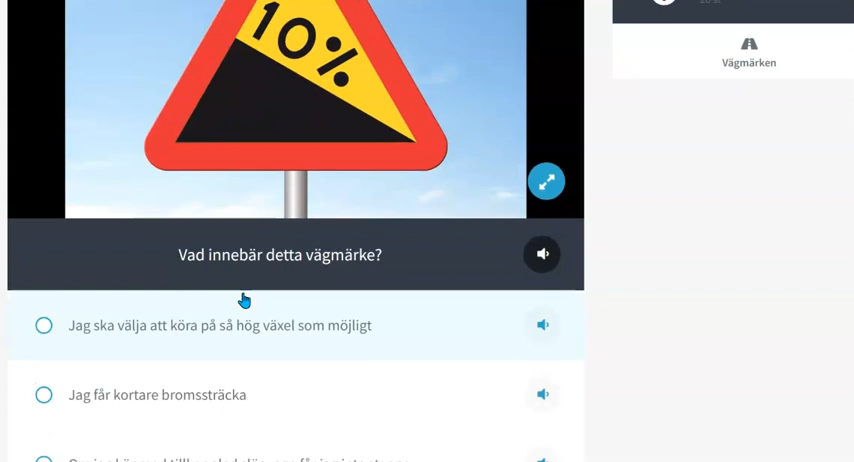 10%
Vägmärken
Vad innebär detta vägmärke?
Jag ska välja att köra på så hög växel som möjligt
Jag får kortare bromssträcka